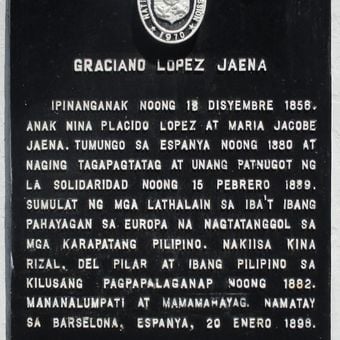 1970
GRACIANO LOPEZ JAENA
IPINANGANAK NOONG 18 DISYEMBRE 1856.
ANAK NINA PLACIDO LOPEZ AT MARIA JACOBE
JAENA. TUMUNGO SA ESPANYA NOONG 1880 AT
NAGING TAGAPAGTATAG AT UNANG PATNUGOT NG
LA SOLIDARIDAD NOONG 15 PEBRERO 1889.
SUMULAT NG MGA LATHALAIN SA IBA'T IBANG
PAHAYAGAN SA EUROPA NA NAGTATANGGOL SA
MGA KARAPATANG PILIPINO. NAKIISA KINA
RIZAL, DEL PILAR AT IBANG PILIPINO SA
KILUSANG PAGPAPALAGANAP NOONG 1882.
MANANALUMPATI AT MAMAMAHAYAG. NAMATAY
SA BARSELONA, ESPANYA, 20 ENERO 1896.